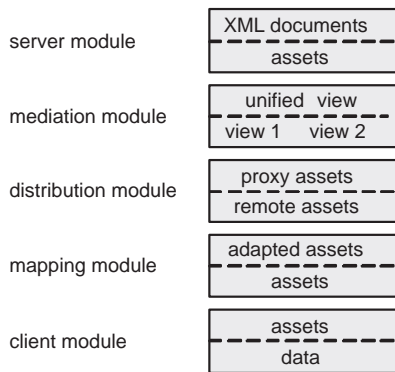 server module
XML documents
assets
mediation module
unified view
view 1 view 2
distribution module
proxy assets
remote assets
mapping module
adapted assets
assets
client module
assets
data